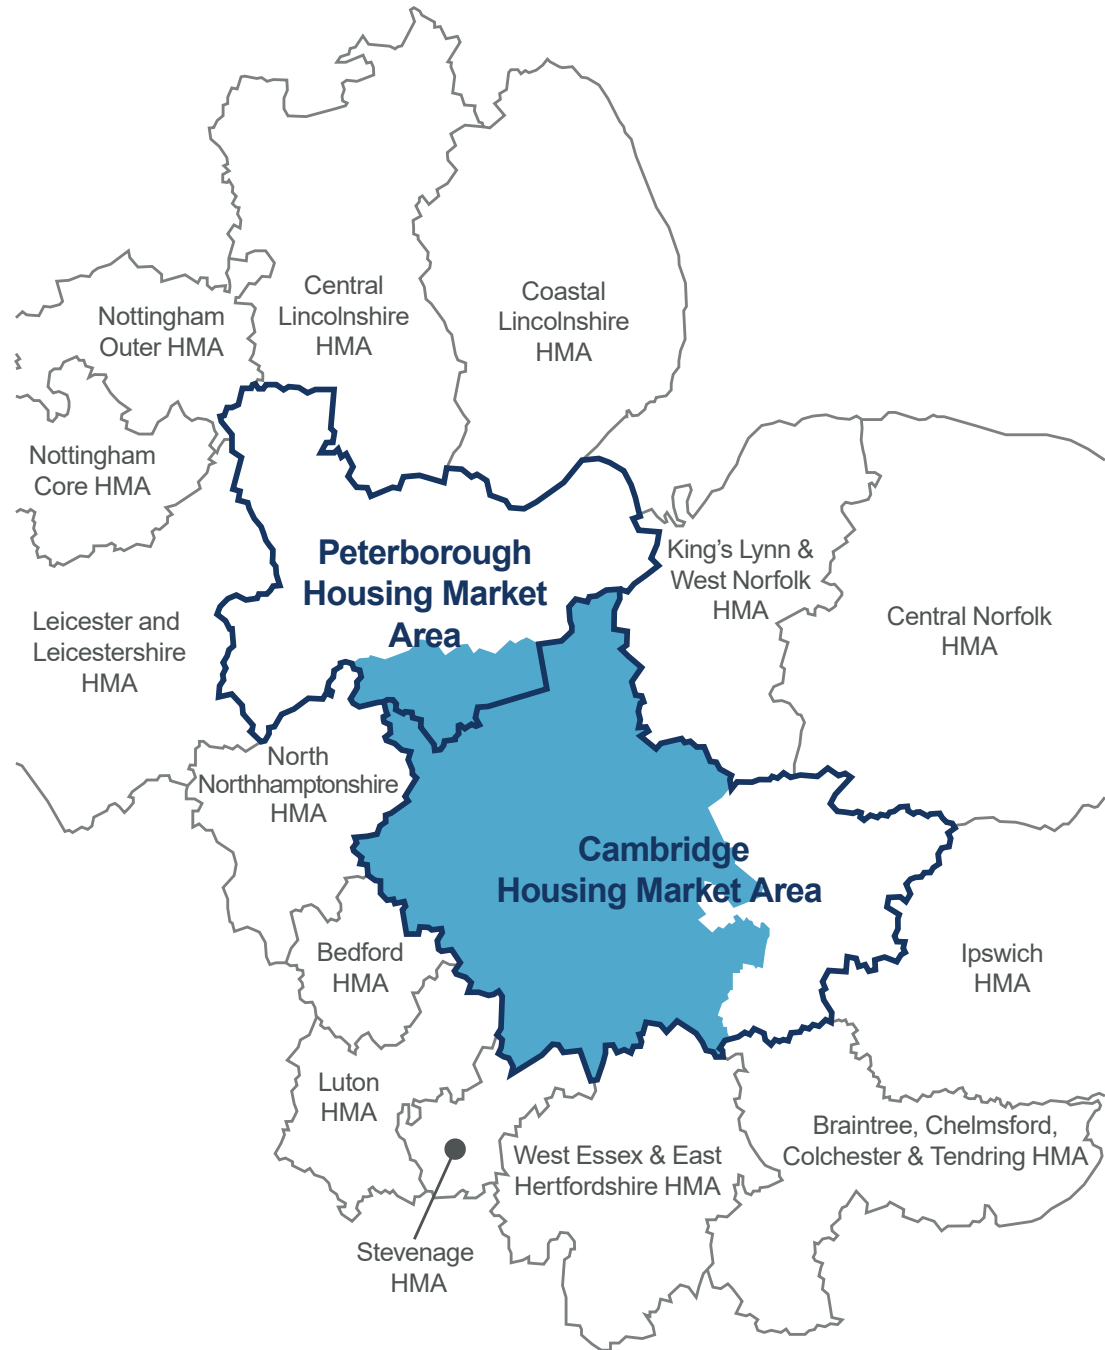 Central
Lincolnshire
HMA
Coastal
Lincolnshire
HMA
Nottingham
Outer HMA
Nottingham
Core HMA
Peterborough
Housing Market
Area
King’s Lynn &
West Norfolk
HMA
Central Norfolk
HMA
Leicester and
Leicestershire
HMA
North
Northhamptonshire
HMA
Cambridge
Housing Market Area
Bedford
HMA
Ipswich
HMA
Luton
HMA
West Essex & East
Hertfordshire HMA
Braintree, Chelmsford,
Colchester & Tendring HMA
Stevenage
HMA